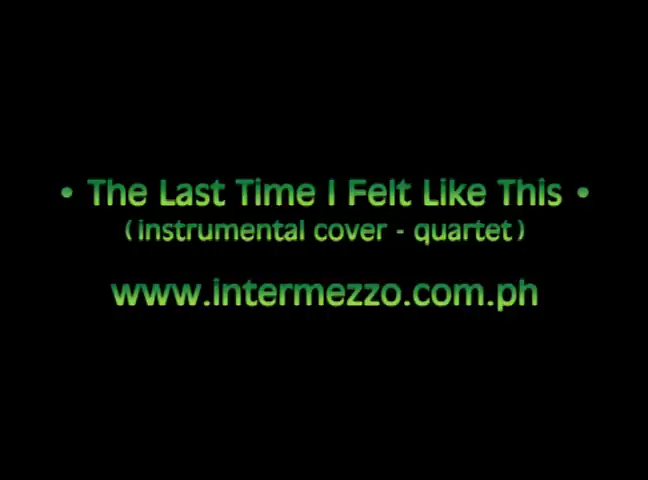 • The Last Time I Felt Like This •
(instrumental cover - quartet)
www.intermezzo.com.ph